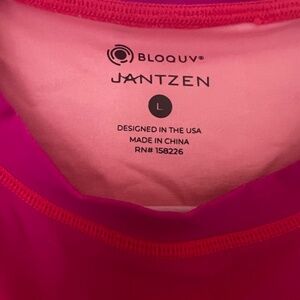 BLOQUV®
JANTZEN
L
DESIGNED IN THE USA
MADE IN CHINA
RN# 158226